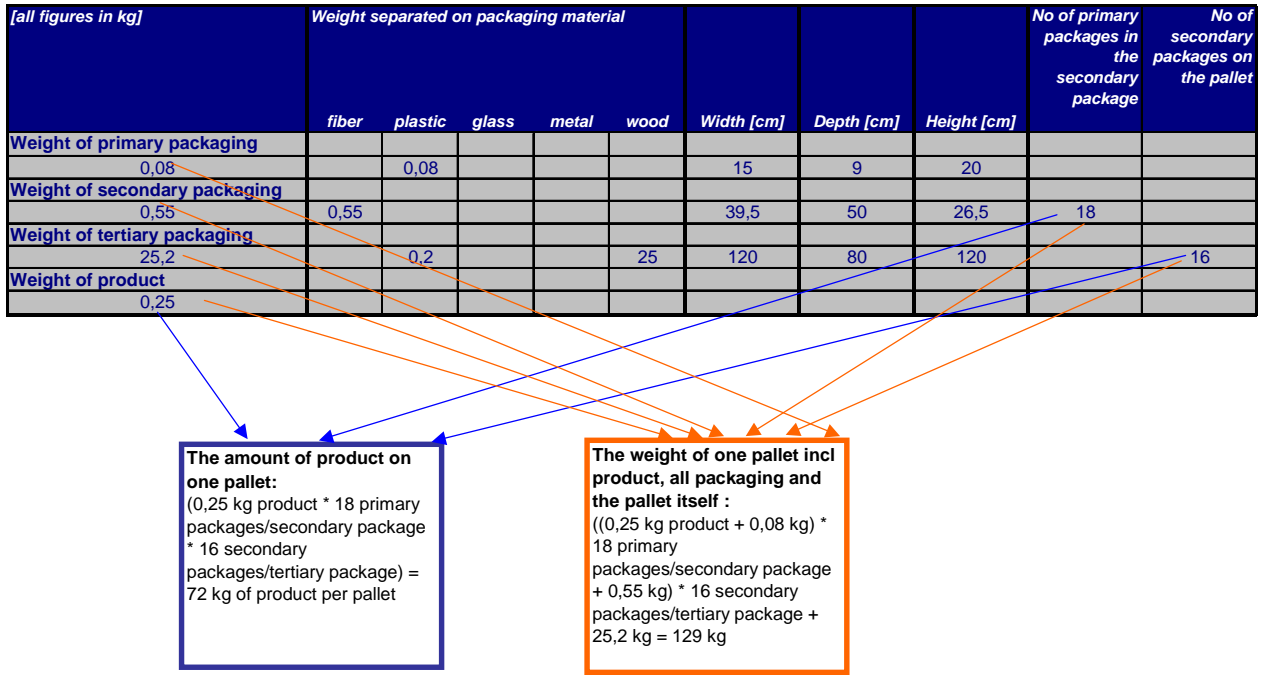 [all figures in kg] Weight separated on packaging material No of primary packages in the secondary package No of secondary packages on the pallet
fiber plastic glass metal wood Width [cm] Depth [cm] Height [cm]
Weight of primary packaging
0,08 0,08 15 9 20
Weight of secondary packaging
0,55 0,55 39,5 50 26,5 18
Weight of tertiary packaging
25,2 0,2 25 120 80 120 16
Weight of product
0,25
The amount of product on
one pallet:
(0,25 kg product * 18 primary
packages/secondary package
* 16 secondary
packages/tertiary package) =
72 kg of product per pallet
The weight of one pallet incl
product, all packaging and
the pallet itself :
((0,25 kg product + 0,08 kg) *
18 primary
packages/secondary package
+ 0,55 kg) * 16 secondary
packages/tertiary package +
25,2 kg = 129 kg